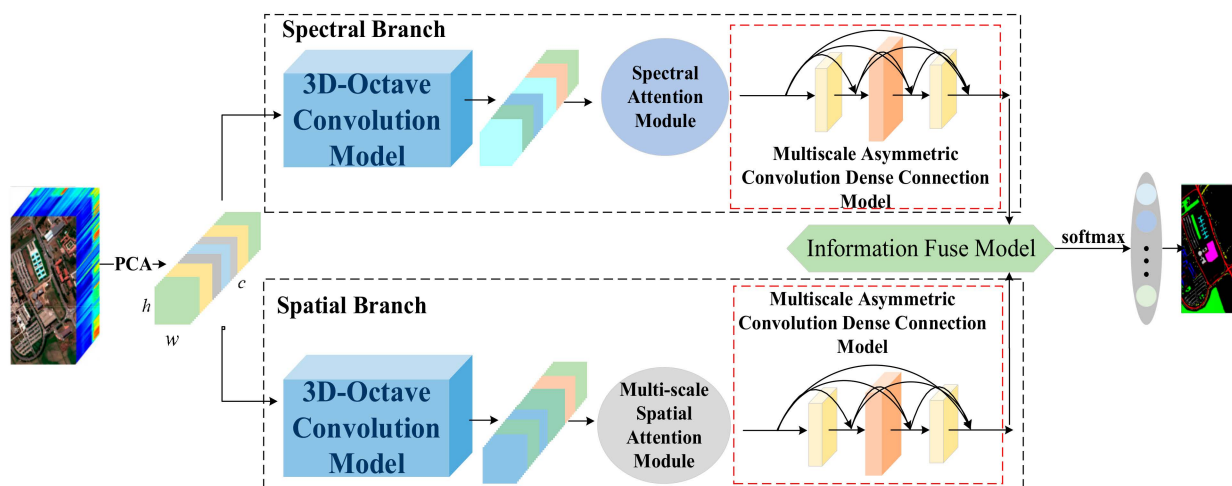 Spectral Branch
3D-Octave
Convolution
Model
Spectral
Attention
Module
Multiscale Asymmetric
Convolution Dense Connection
Model
PCA
h
w
c
Information Fuse Model
softmax
Spatial Branch
3D-Octave
Convolution
Model
Multi-scale
Spatial
Attention
Module
Multiscale Asymmetric
Convolution Dense Connection
Model